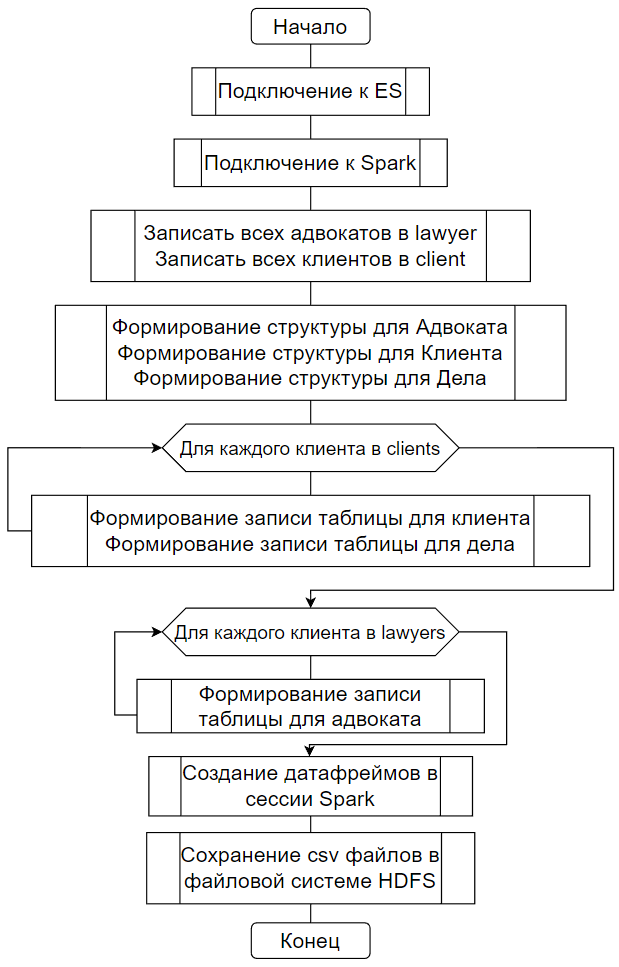 Начало
Подключение к ES
Подключение к Spark
Записать всех адвокатов в lawyer
Записать всех клиентов в client
Формирование структуры для Адвоката
Формирование структуры для Клиента
Формирование структуры для Дела
Для каждого клиента в clients
Формирование записи таблицы для клиента
Формирование записи таблицы для дела
Для каждого клиента в lawyers
Формирование записи
таблицы для адвоката
Создание датафреймов в
сессии Spark
Сохранение csv файлов в
файловой системе HDFS
Конец